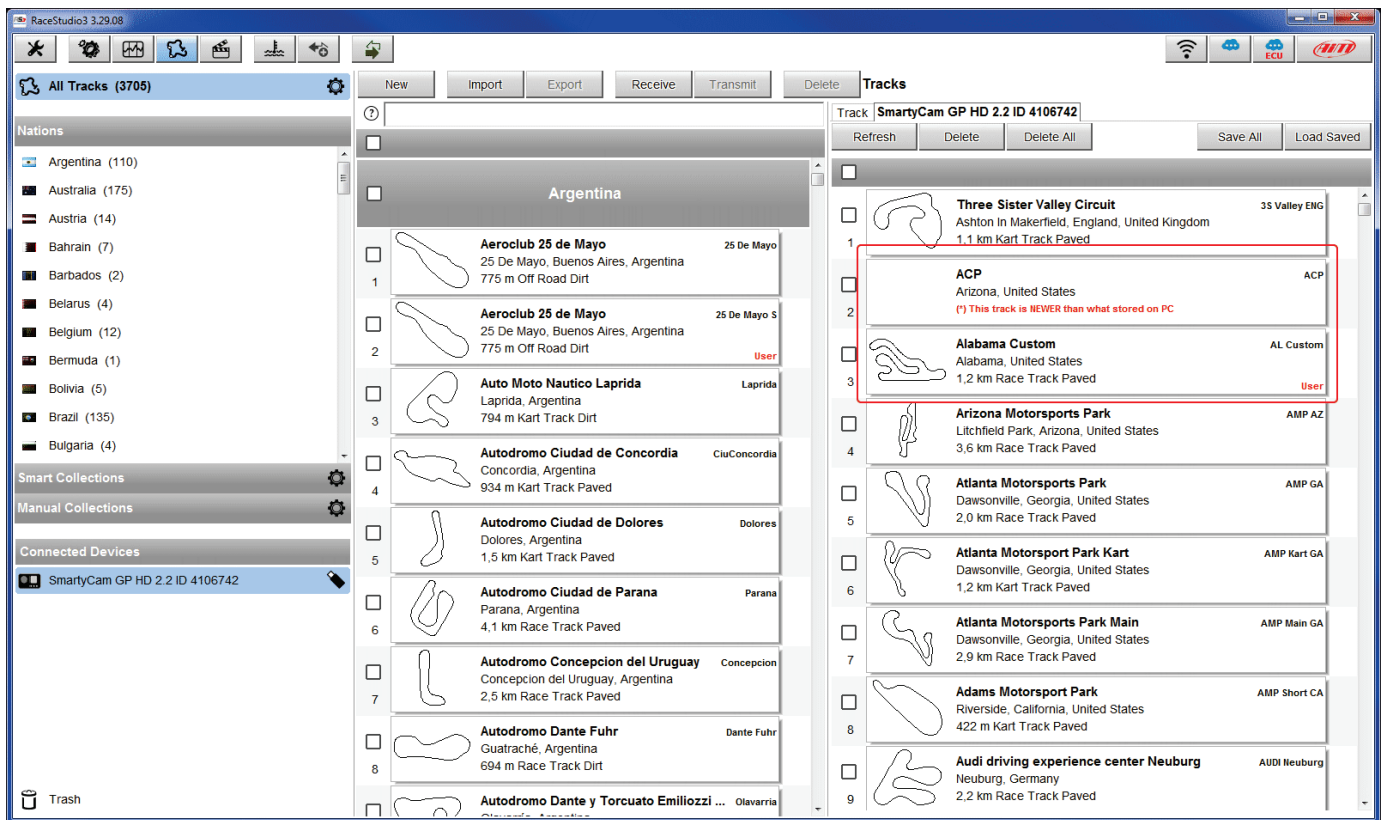 RaceStudio3 3.29.08
ECU
AiM
All Tracks (3705)
Nations
Argentina (110)
Australia (175)
Austria (14)
Bahrain (7)
Barbados (2)
Belarus (4)
Belgium (12)
Bermuda (1)
Bolivia (5)
Brazil (135)
Bulgaria (4)
Smart Collections
Manual Collections
Connected Devices
SmartyCam GP HD 2.2 ID 4106742
Trash
New Import Export Receive Transmit Delete
?
Argentina
Aeroclub 25 de Mayo 25 De Mayo
25 De Mayo, Buenos Aires, Argentina
1 775 m Off Road Dirt
Aeroclub 25 de Mayo 25 De Mayo S
25 De Mayo, Buenos Aires, Argentina
2 775 m Off Road Dirt User
Auto Moto Nautico Laprida Laprida
Laprida, Argentina
3 794 m Kart Track Dirt
Autodromo Ciudad de Concordia CiuConcordia
Concordia, Argentina
4 934 m Kart Track Paved
Autodromo Ciudad de Dolores Dolores
Dolores, Argentina
5 1,5 km Kart Track Paved
Autodromo Ciudad de Parana Parana
Parana, Argentina
6 4,1 km Race Track Paved
Autodromo Concepcion del Uruguay Concepcion
Concepcion del Uruguay, Argentina
7 2,5 km Race Track Paved
Autodromo Dante Fuhr Dante Fuhr
Guatraché, Argentina
8 694 m Race Track Dirt
Autodromo Dante y Torcuato Emiliozzi ... Olavarria
Tracks
Track SmartyCam GP HD 2.2 ID 4106742
Refresh Delete Delete All Save All Load Saved
Three Sister Valley Circuit 3S Valley ENG
Ashton In Makerfield, England, United Kingdom
1 1,1 km Kart Track Paved
ACP ACP
Arizona, United States
2 (*) This track is NEWER than what stored on PC
Alabama Custom AL Custom
Alabama, United States
3 1,2 km Race Track Paved User
Arizona Motorsports Park AMP AZ
Litchfield Park, Arizona, United States
4 3,6 km Race Track Paved
Atlanta Motorsports Park AMP GA
Dawsonville, Georgia, United States
5 2,0 km Race Track Paved
Atlanta Motorsport Park Kart AMP Kart GA
Dawsonville, Georgia, United States
6 1,2 km Kart Track Paved
Atlanta Motorsports Park Main AMP Main GA
Dawsonville, Georgia, United States
7 2,9 km Race Track Paved
Adams Motorsport Park AMP Short CA
Riverside, California, United States
8 422 m Kart Track Paved
Audi driving experience center Neuburg AUDI Neuburg
Neuburg, Germany
9 2,2 km Race Track Paved